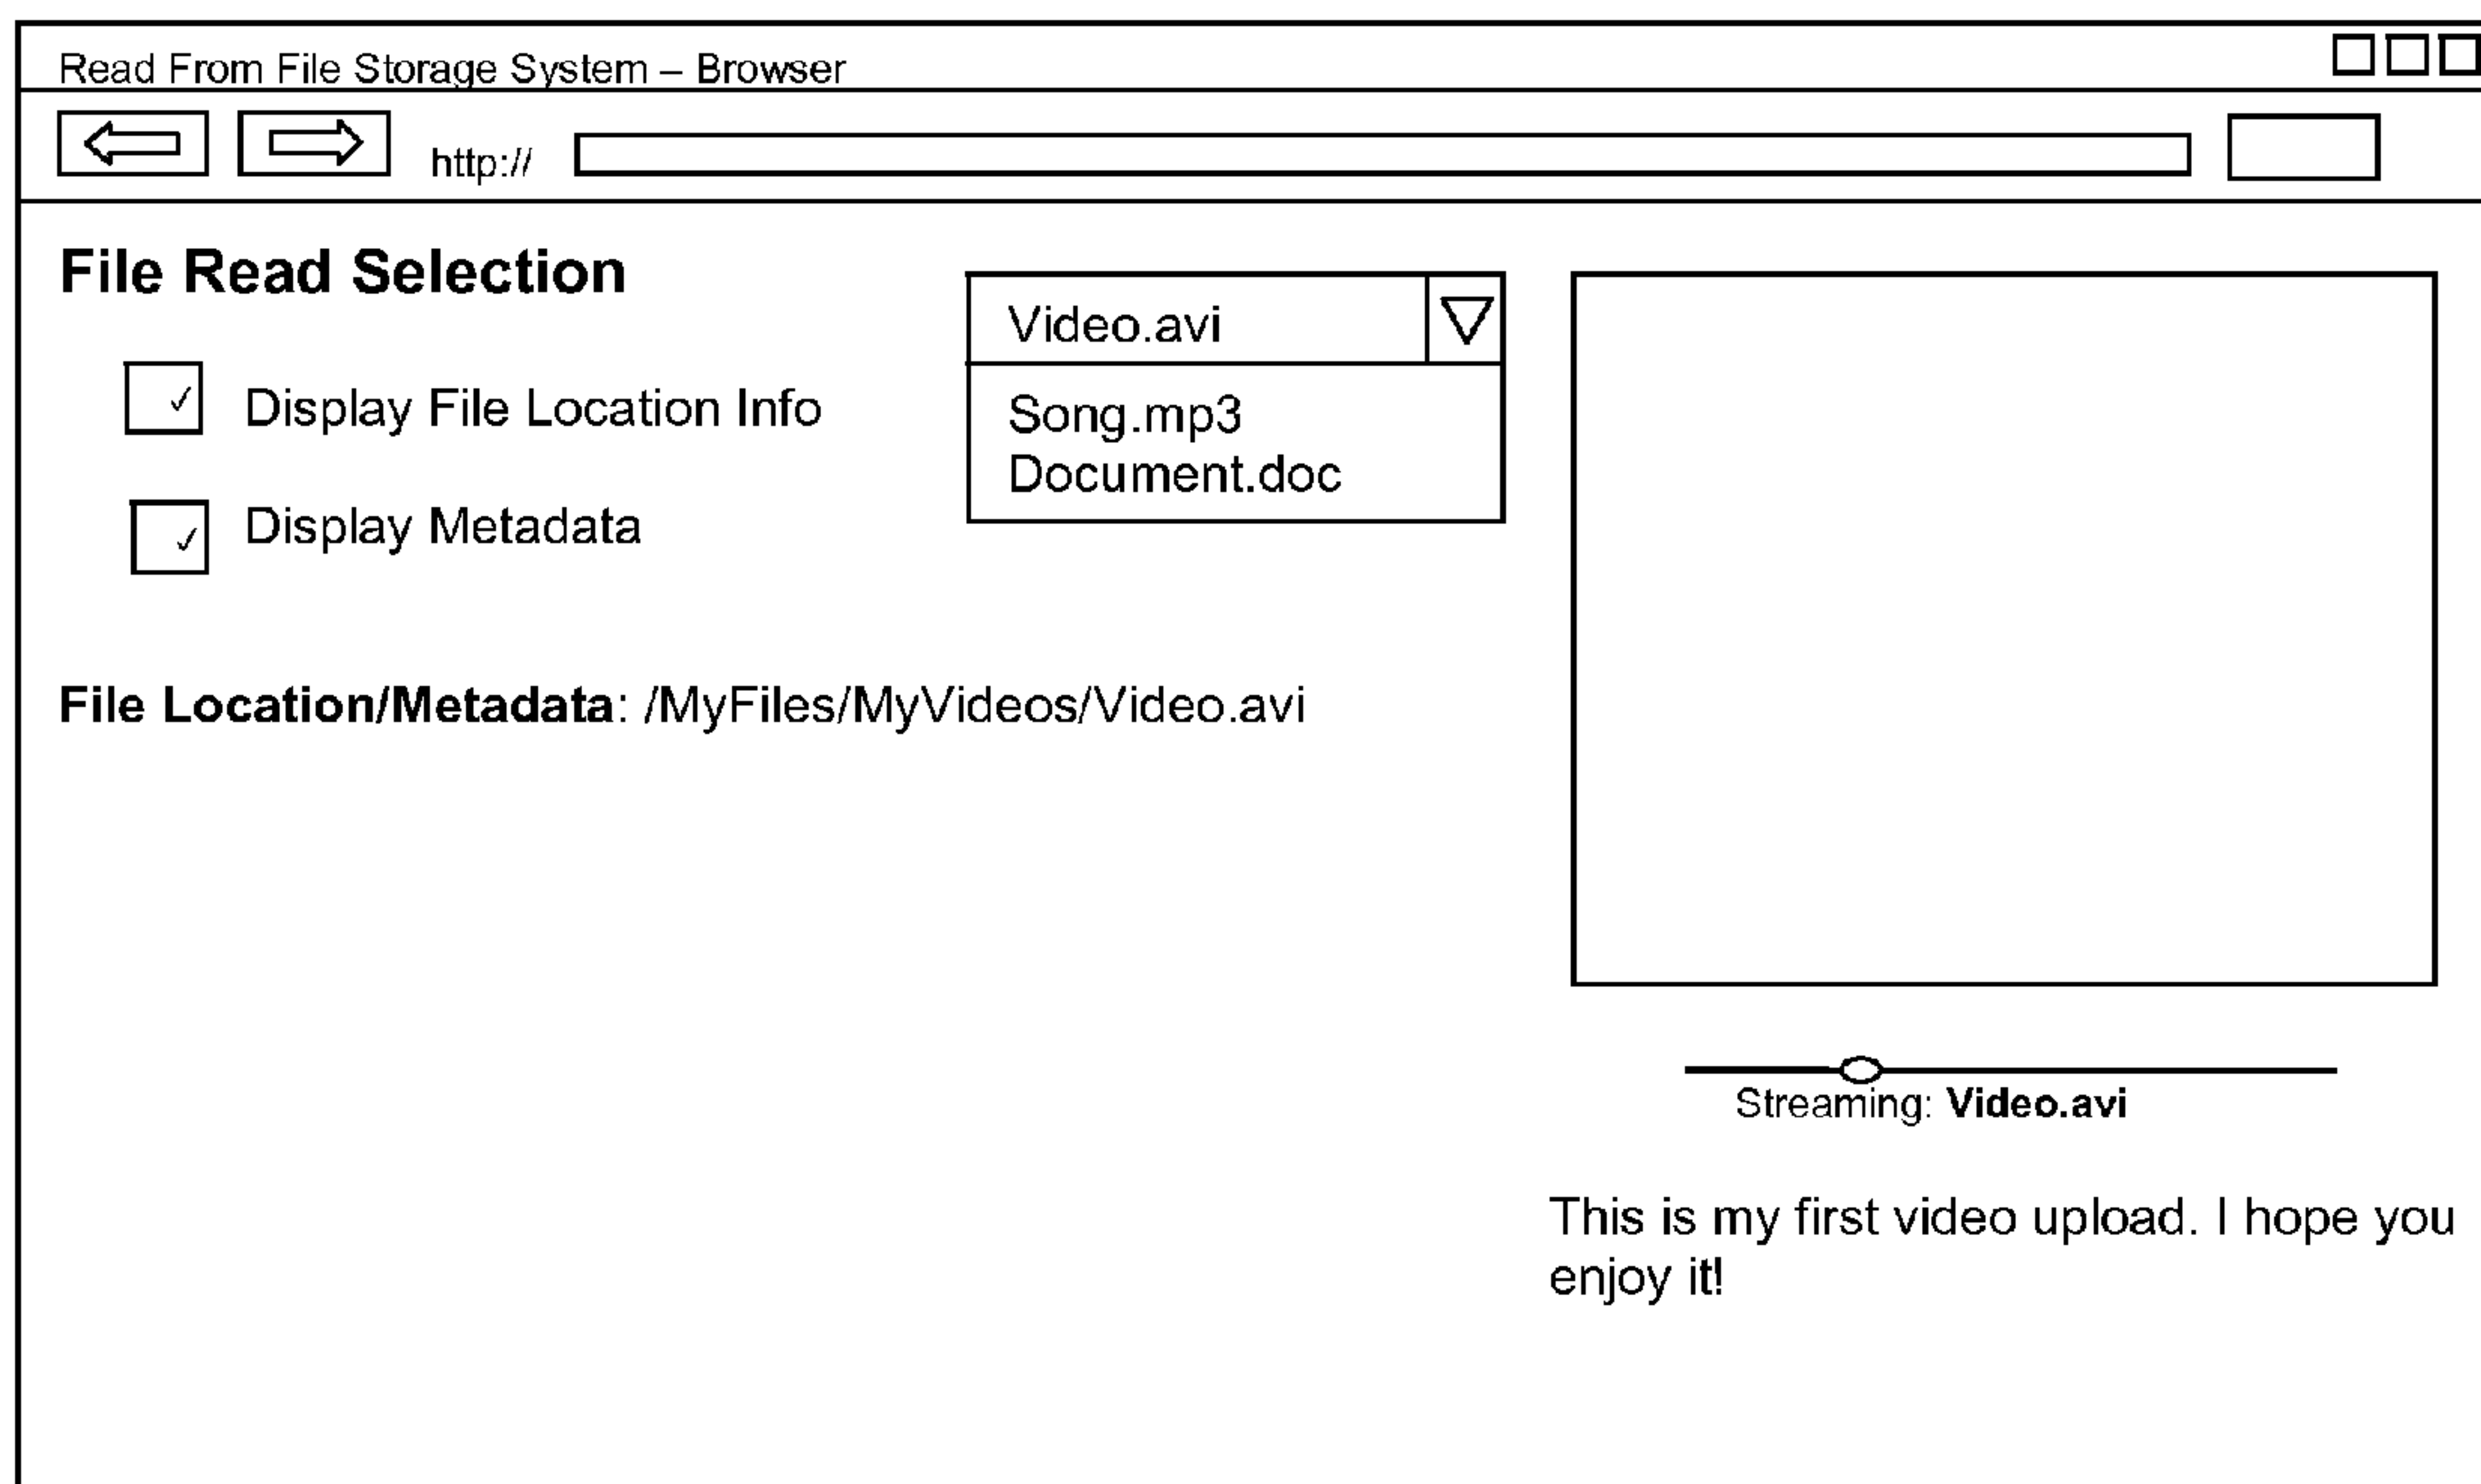 Read From File Storage System – Browser
http://
File Read Selection
Display File Location Info
Display Metadata
Video.avi
Song.mp3
Document.doc
File Location/Metadata: /MyFiles/MyVideos/Video.avi
Streaming: Video.avi
This is my first video upload. I hope you
enjoy it!